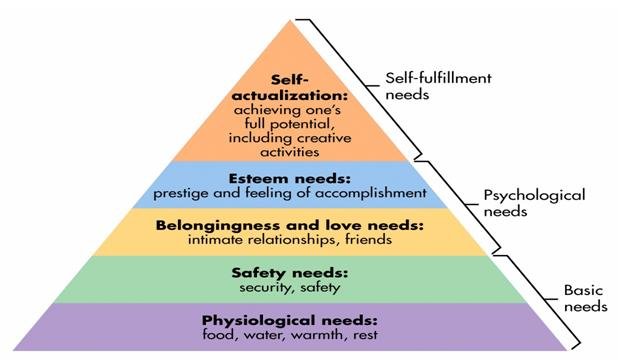 Self-
actualization:
achieving one's
full potential,
including creative
activities
Self-fulfillment
needs
Esteem needs:
prestige and feeling of accomplishment
Psychological
needs
Belongingness and love needs:
intimate relationships, friends
Safety needs:
security, safety
Basic
needs
Physiological needs:
food, water, warmth, rest